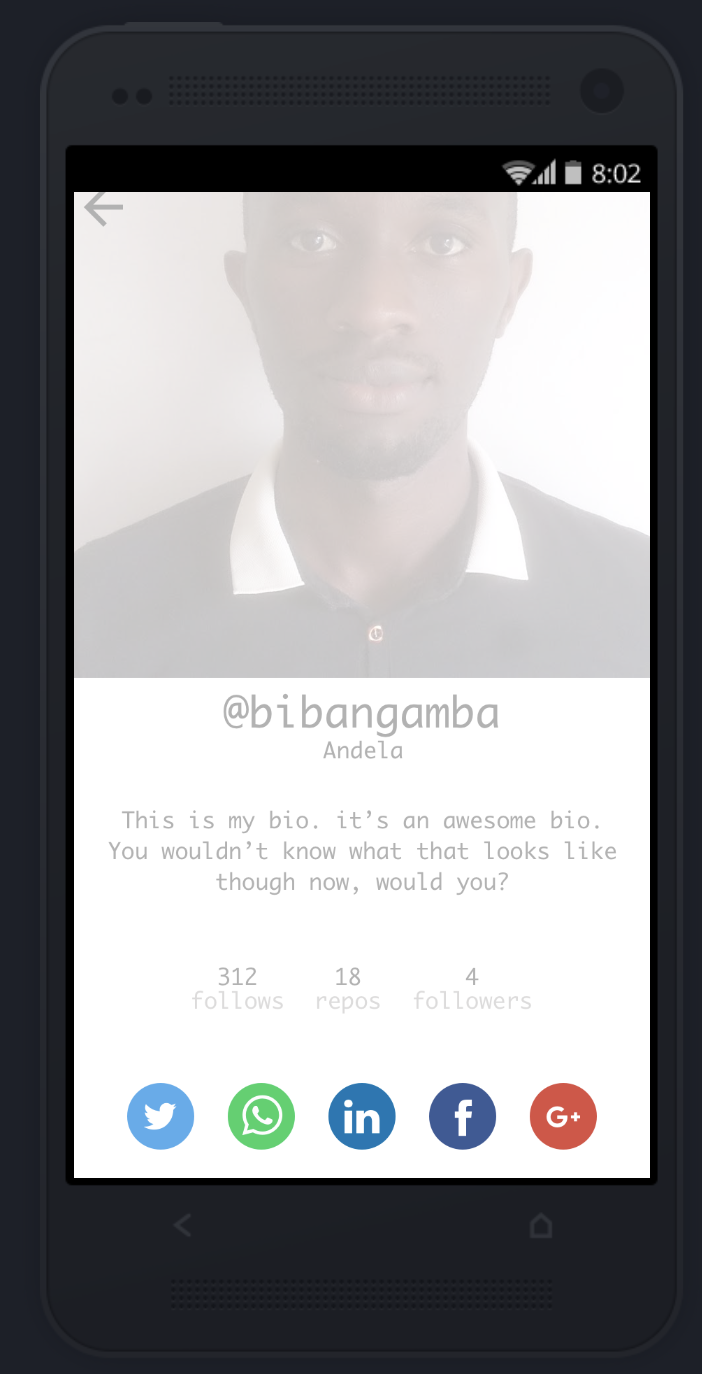 8:02
@bibangamba
Andela
This is my bio. it’s an awesome bio.
You wouldn’t know what that looks like
though now, would you?
312 18 4
follows repos followers
in f G+